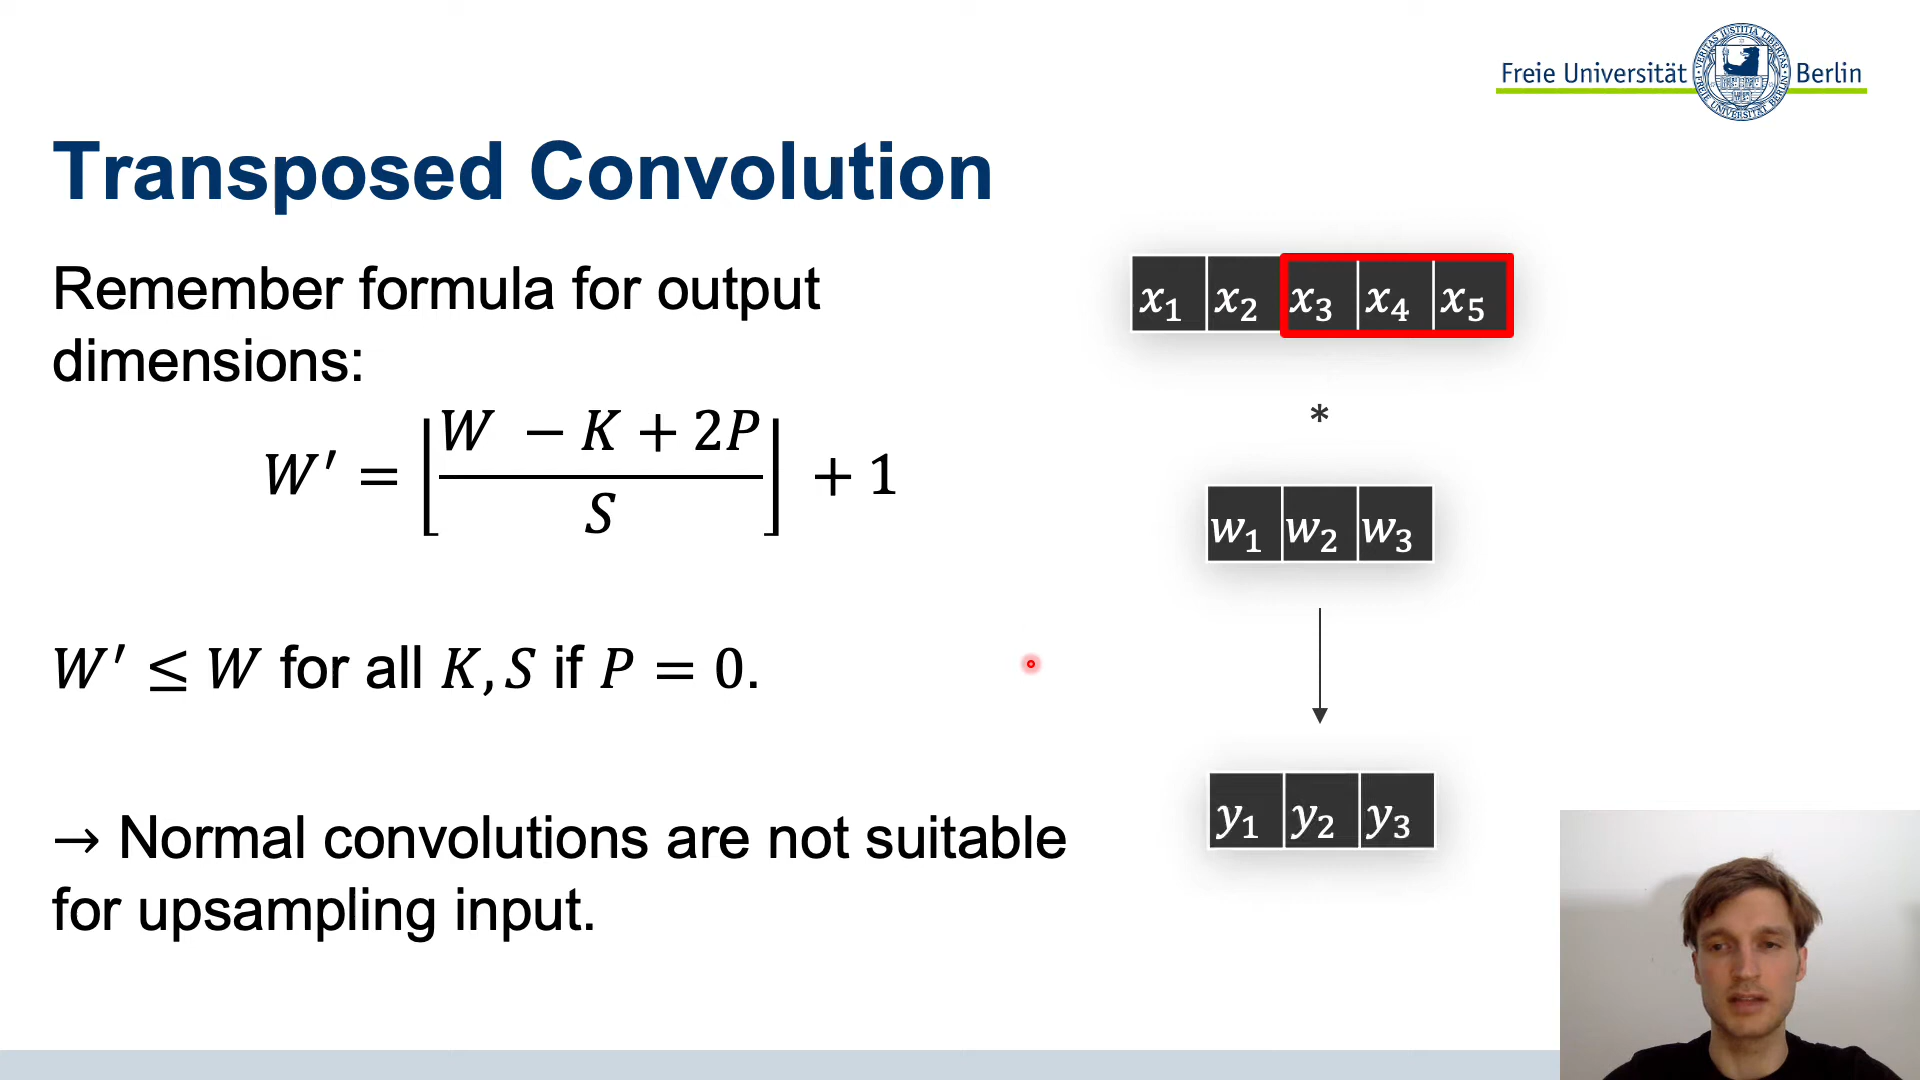 Freie Universität Berlin
Transposed Convolution
Remember formula for output
dimensions:
W′ = ⌊(W − K + 2P) / S⌋ + 1
W′ ≤ W for all K, S if P = 0.
→ Normal convolutions are not suitable
for upsampling input.
x₁ x₂ x₃ x₄ x₅
*
w₁ w₂ w₃
y₁ y₂ y₃